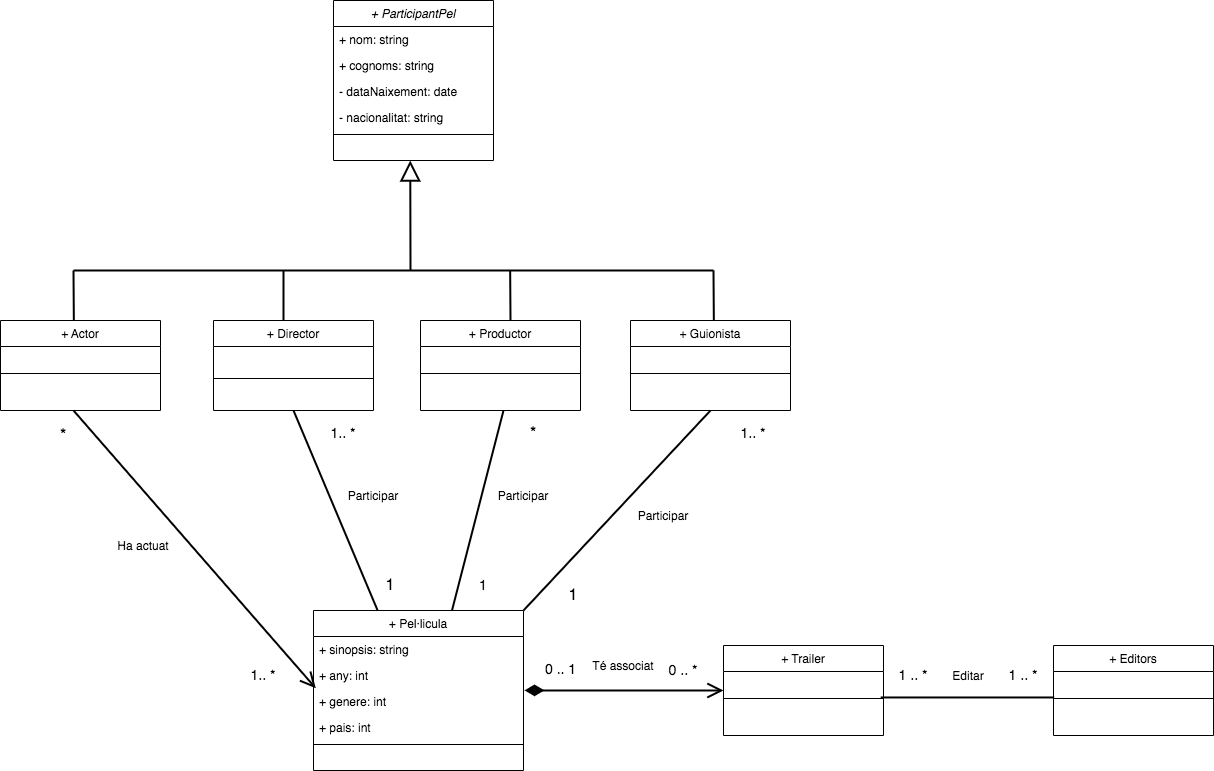 + ParticipantPel
+ nom: string
+ cognoms: string
- dataNaixement: date
- nacionalitat: string
+ Actor
+ Director
+ Productor
+ Guionista
*
1.. *
*
1.. *
Participar
Participar
Participar
Ha actuat
1
1
1
+ Pel·licula
+ sinopsis: string
+ any: int
+ genere: int
+ pais: int
1.. *
0 .. 1
Té associat
0 .. *
+ Trailer
1 .. *
Editar
1 .. *
+ Editors